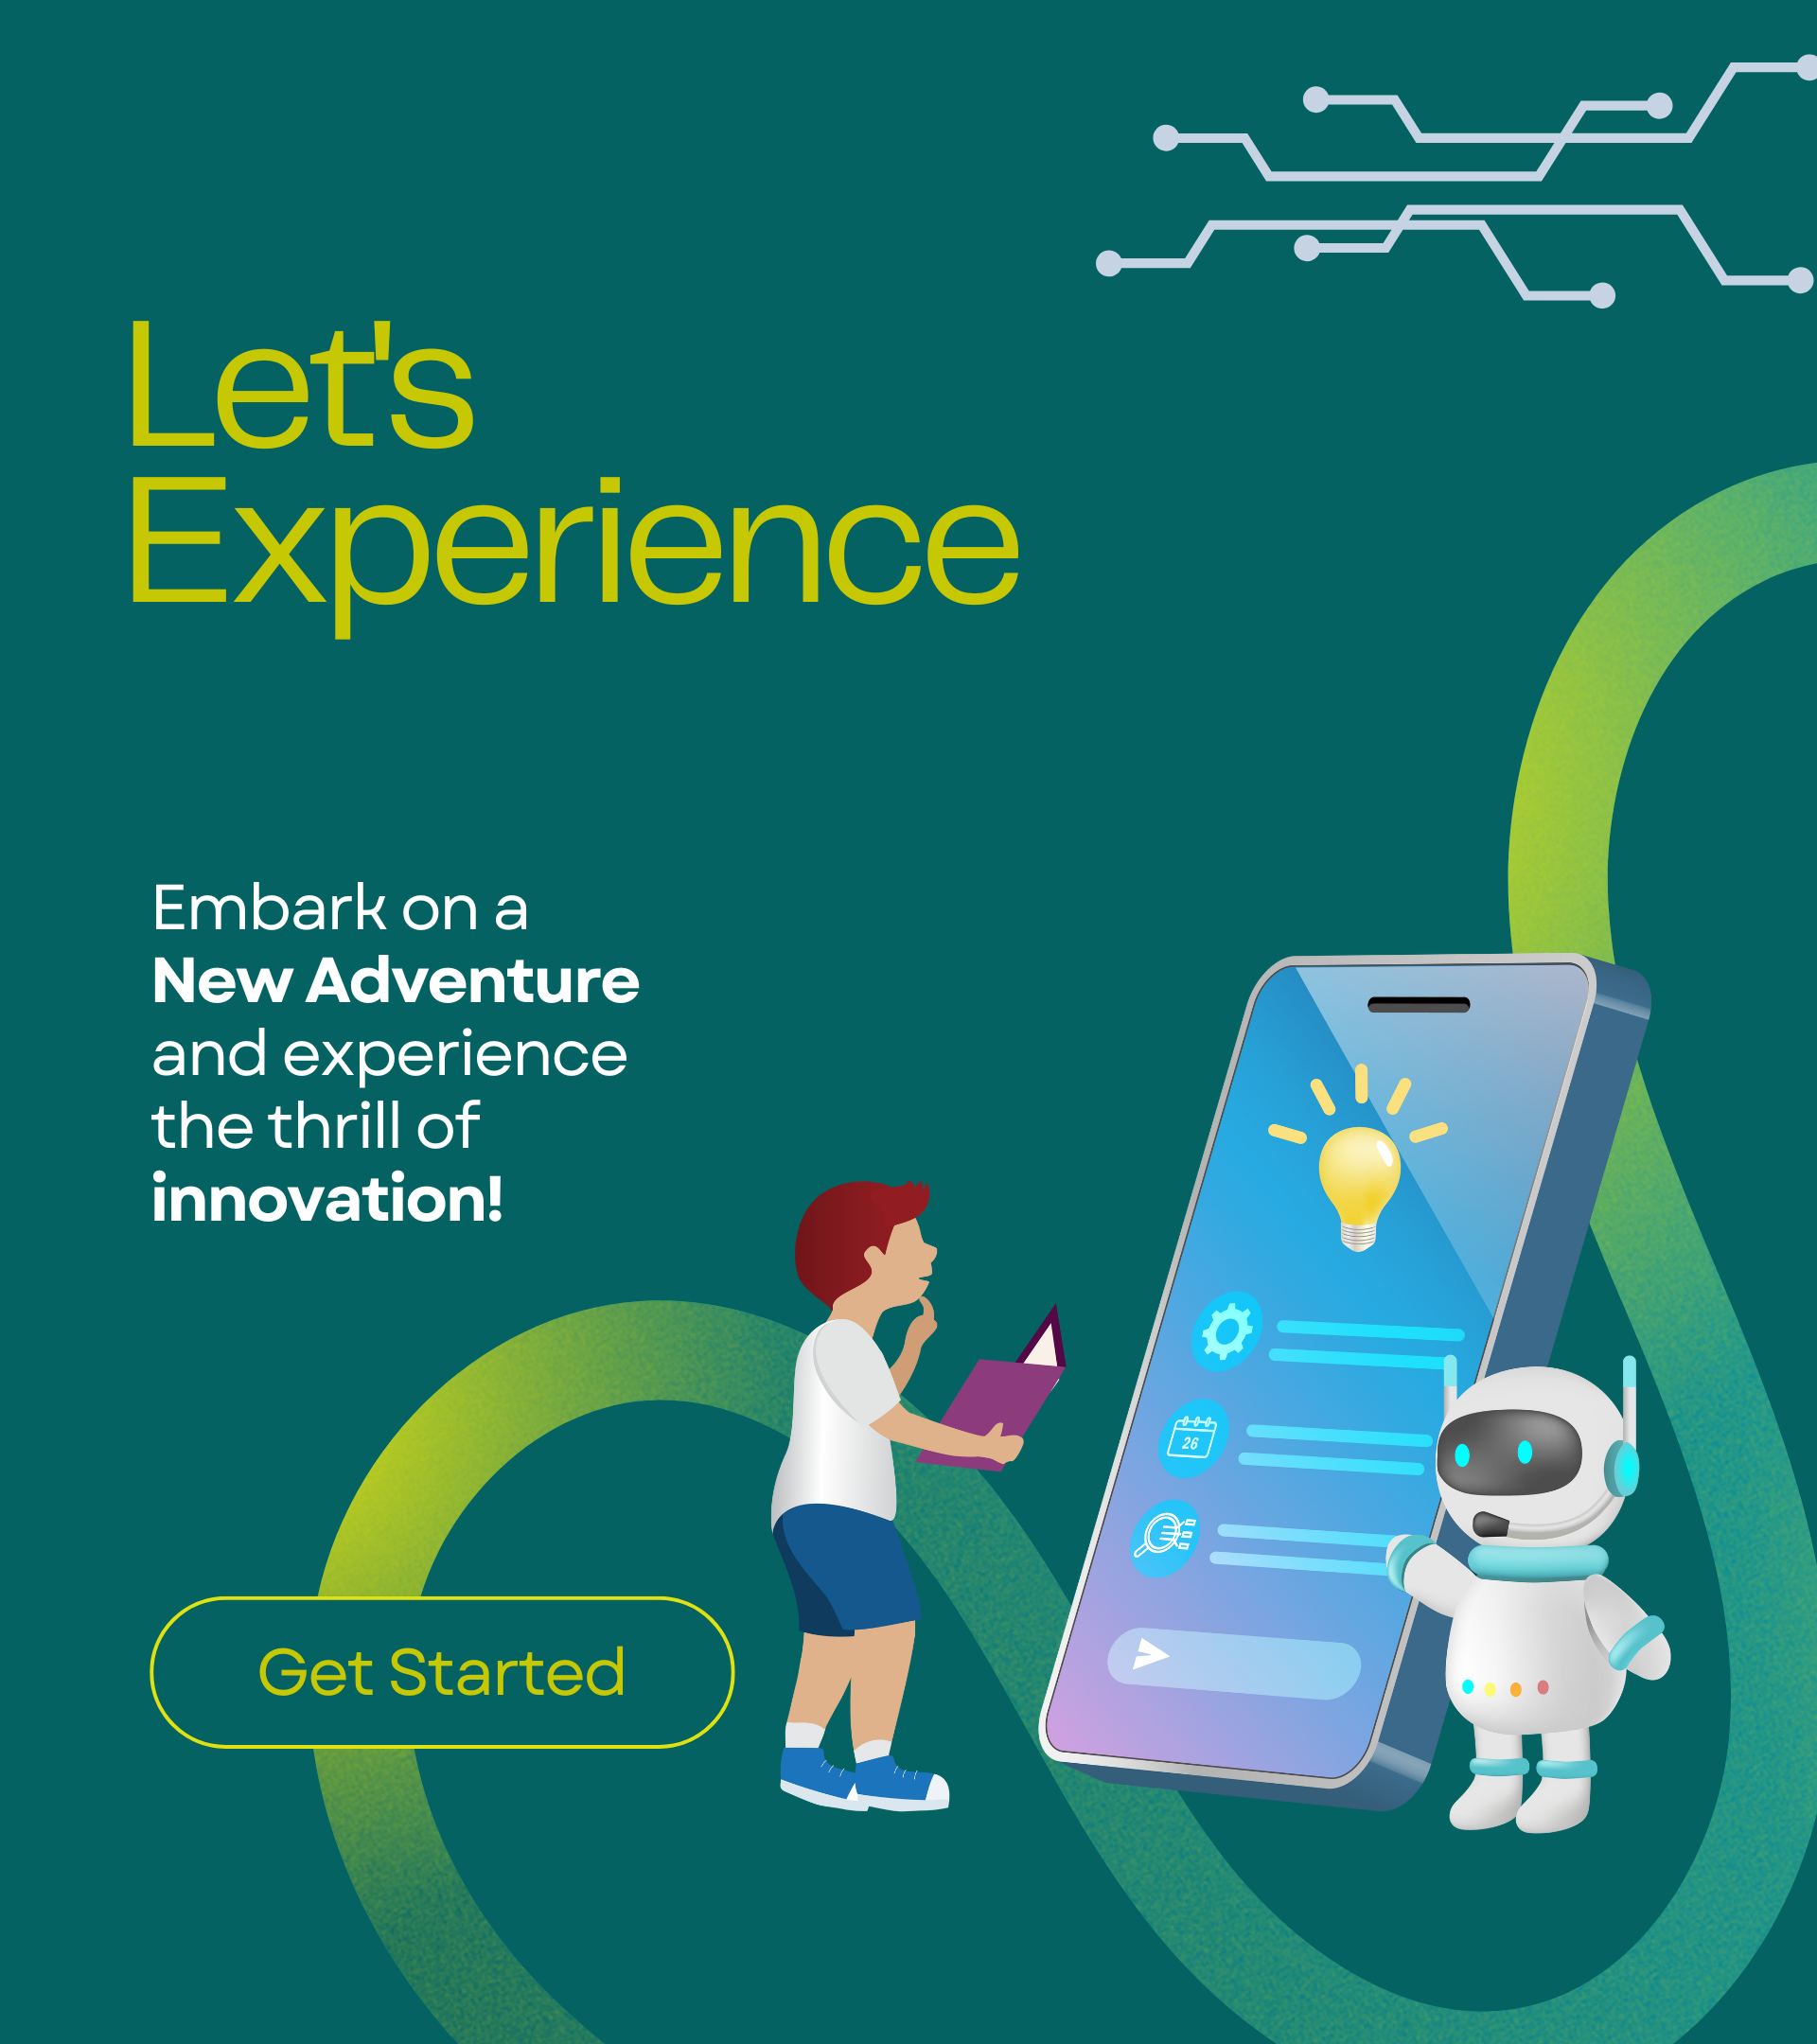 Let's
Experience
Embark on a
New Adventure
and experience
the thrill of
innovation!
26
Get Started